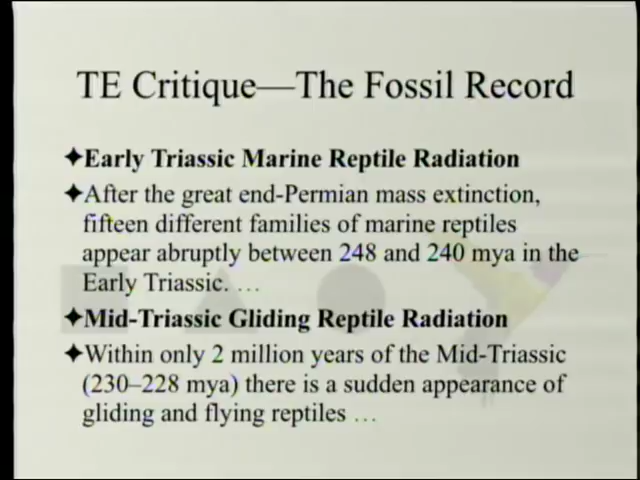 TE Critique—The Fossil Record
✦Early Triassic Marine Reptile Radiation
✦After the great end-Permian mass extinction,
fifteen different families of marine reptiles
appear abruptly between 248 and 240 mya in the
Early Triassic. …
✦Mid-Triassic Gliding Reptile Radiation
✦Within only 2 million years of the Mid-Triassic
(230–228 mya) there is a sudden appearance of
gliding and flying reptiles …